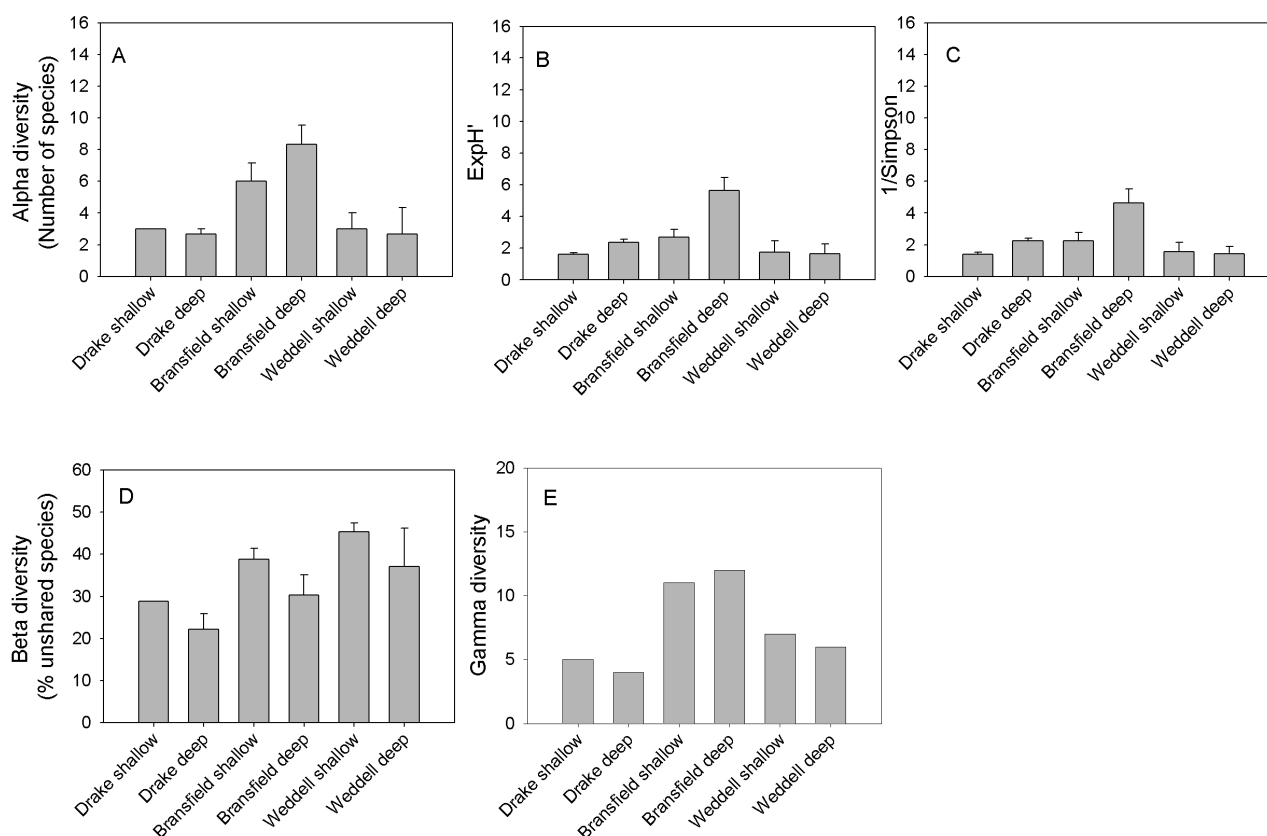 A
Alpha diversity
(Number of species)
16
14
12
10
8
6
4
2
0
Drake shallow
Drake deep
Bransfield shallow
Bransfield deep
Weddell shallow
Weddell deep
B
ExpH'
16
14
12
10
8
6
4
2
0
Drake shallow
Drake deep
Bransfield shallow
Bransfield deep
Weddell shallow
Weddell deep
C
1/Simpson
16
14
12
10
8
6
4
2
0
Drake shallow
Drake deep
Bransfield shallow
Bransfield deep
Weddell shallow
Weddell deep
D
Beta diversity
(% unshared species)
60
50
40
30
20
10
0
Drake shallow
Drake deep
Bransfield shallow
Bransfield deep
Weddell shallow
Weddell deep
E
Gamma diversity
20
15
10
5
0
Drake shallow
Drake deep
Bransfield shallow
Bransfield deep
Weddell shallow
Weddell deep